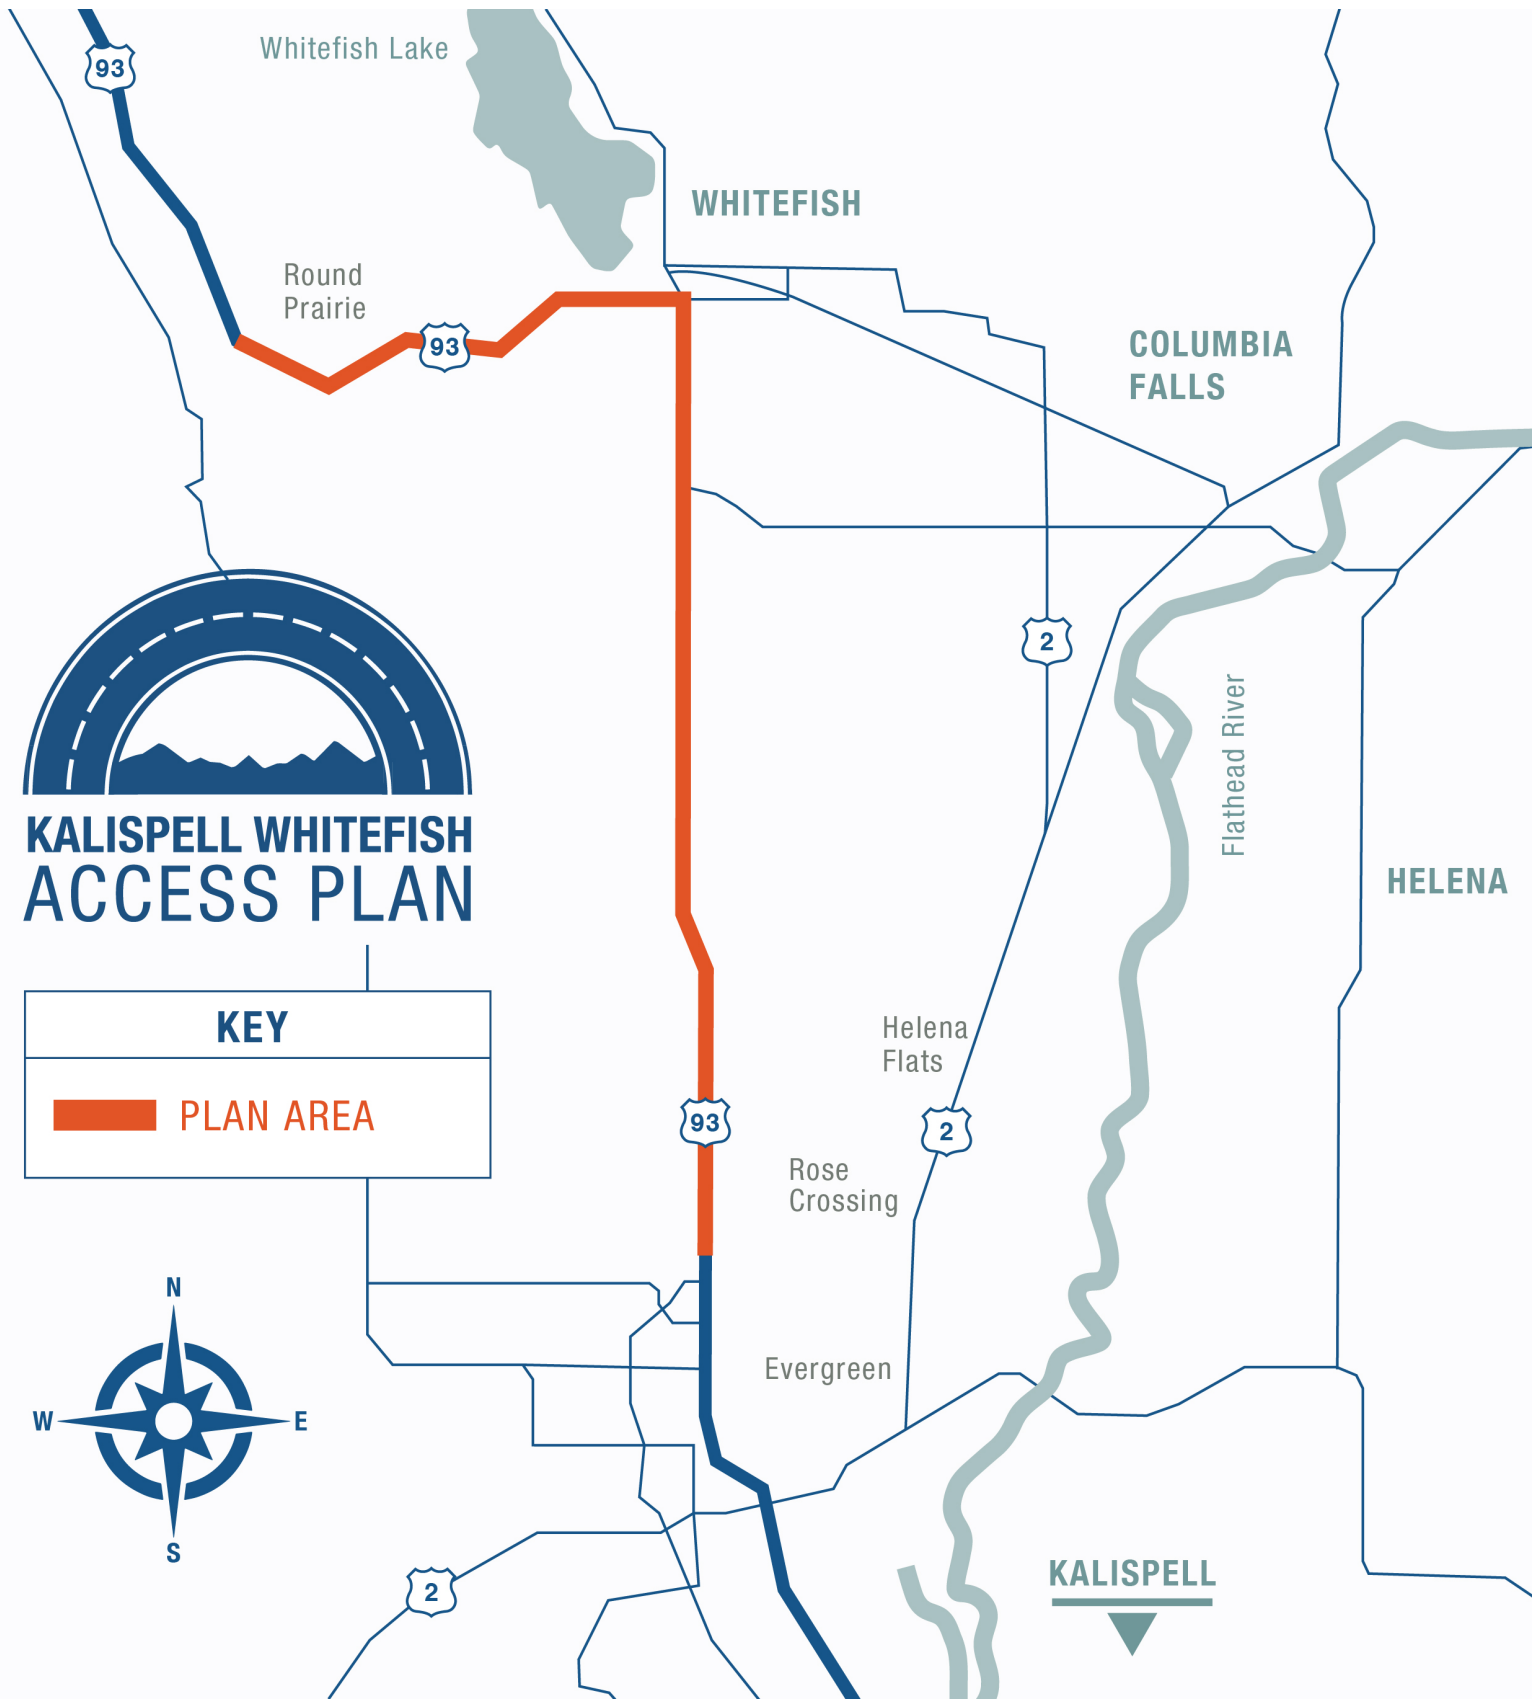 93
Whitefish Lake
WHITEFISH
Round
Prairie
93
COLUMBIA
FALLS
2
Flathead River
KALISPELL WHITEFISH
ACCESS PLAN
HELENA
KEY
PLAN AREA
Helena
Flats
93
2
Rose
Crossing
N
W
E
S
Evergreen
2
KALISPELL